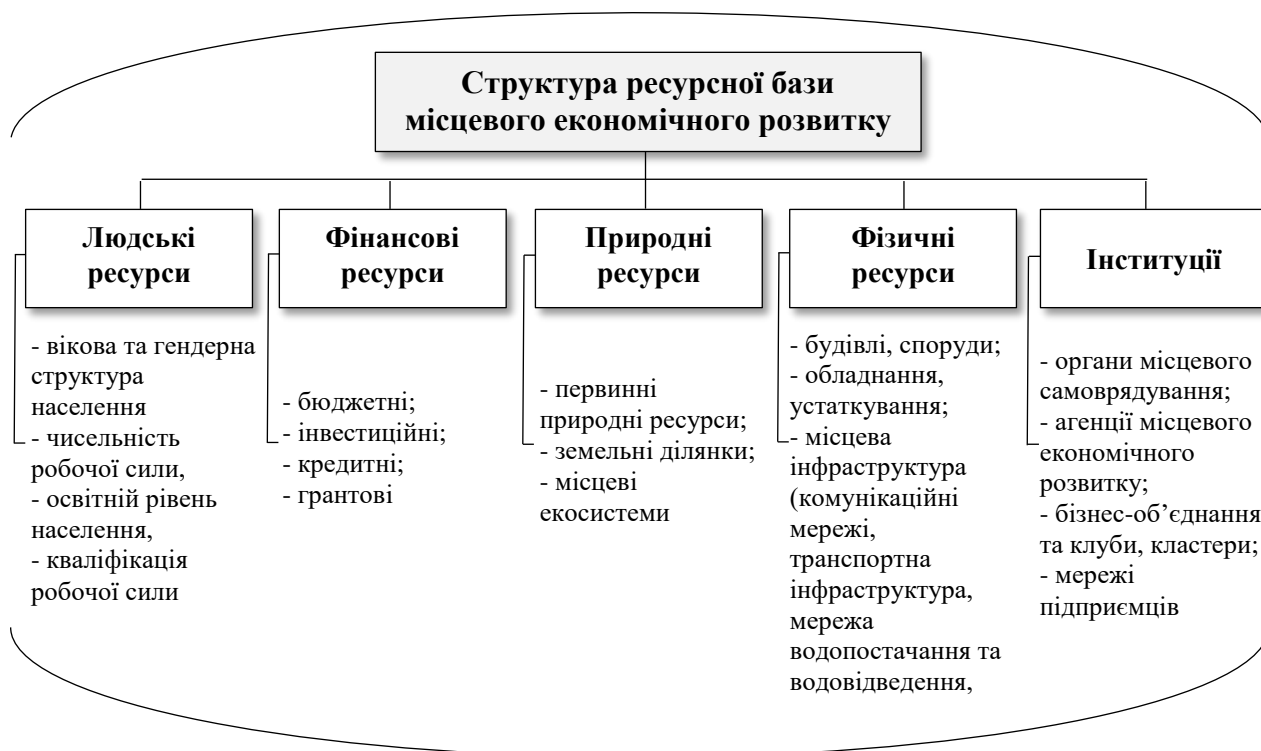 Структура ресурсної бази
місцевого економічного розвитку
Людські
ресурси
- вікова та гендерна
структура
населення
- чисельність
робочої сили,
- освітній рівень
населення,
- кваліфікація
робочої сили
Фінансові
ресурси
- бюджетні;
- інвестиційні;
- кредитні;
- грантові
Природні
ресурси
- первинні
природні ресурси;
- земельні ділянки;
- місцеві
екосистеми
Фізичні
ресурси
- будівлі, споруди;
- обладнання,
устаткування;
- місцева
інфраструктура
(комунікаційні
мережі,
транспортна
інфраструктура,
мережа
водопостачання та
водовідведення,
Інституції
- органи місцевого
самоврядування;
- агенції місцевого
економічного
розвитку;
- бізнес-об’єднання
та клуби, кластери;
- мережі
підприємців